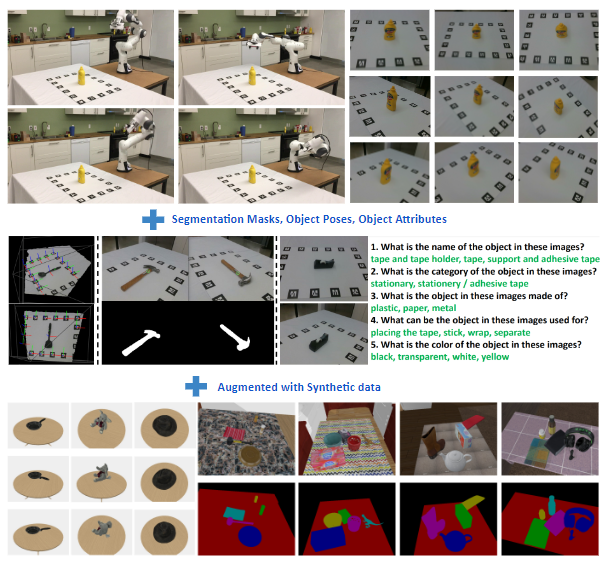 Segmentation Masks, Object Poses, Object Attributes
1. What is the name of the object in these images?
tape and tape holder, tape, support and adhesive tape
2. What is the category of the object in these images?
stationary, stationery / adhesive tape
3. What is the object in these images made of?
plastic, paper, metal
4. What can be the object in these images used for?
placing the tape, stick, wrap, separate
5. What is the color of the object in these images?
black, transparent, white, yellow
Augmented with Synthetic data